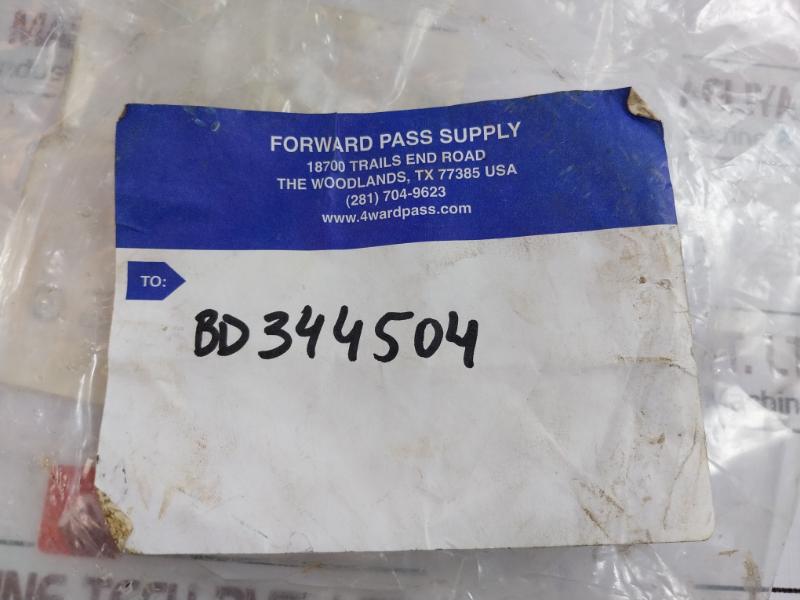 FORWARD PASS SUPPLY
18700 TRAILS END ROAD
THE WOODLANDS, TX 77385 USA
(281) 704-9623
www.4wardpass.com
TO:
BD344504